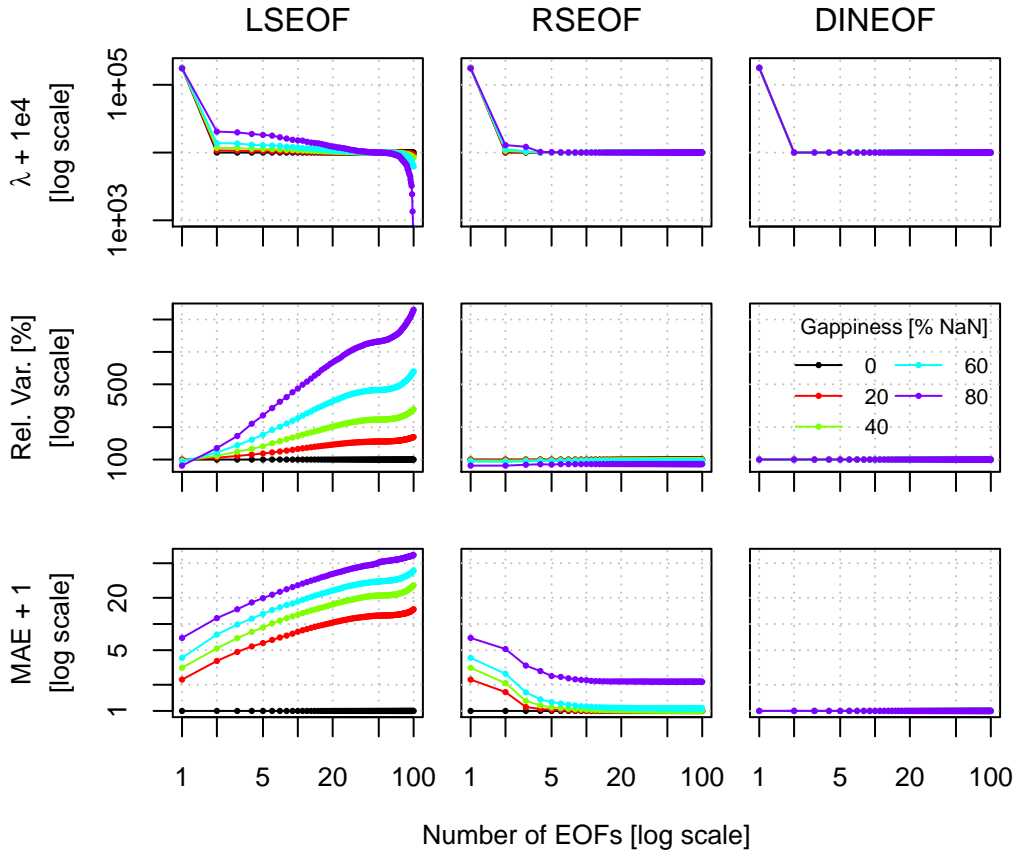 LSEOF RSEOF DINEOF
λ + 1e4
[log scale]
1e+05
1e+03
Rel. Var. [%]
[log scale]
500
100
Gappiness [% NaN]
0 60
20 80
40
MAE + 1
[log scale]
20
5
1
1 5 20 100 1 5 20 100 1 5 20 100
Number of EOFs [log scale]